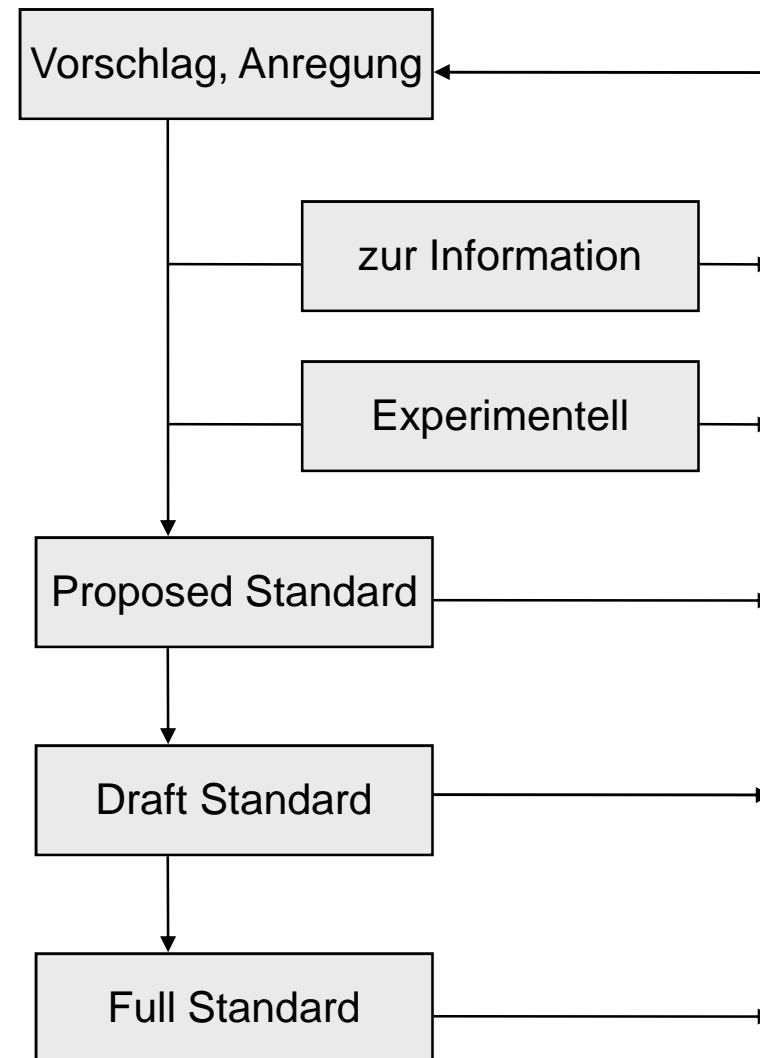 Vorschlag, Anregung
zur Information
Experimentell
Proposed Standard
Draft Standard
Full Standard